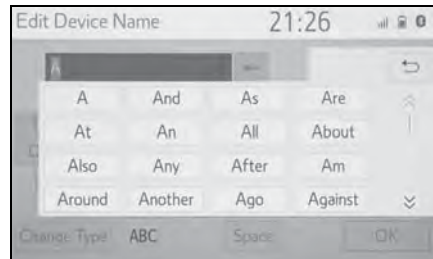 Edit Device Name 21:26 0
A
A And As Are
At An All About
Also Any After Am
Around Another Ago Against
Change Type ABC Space OK